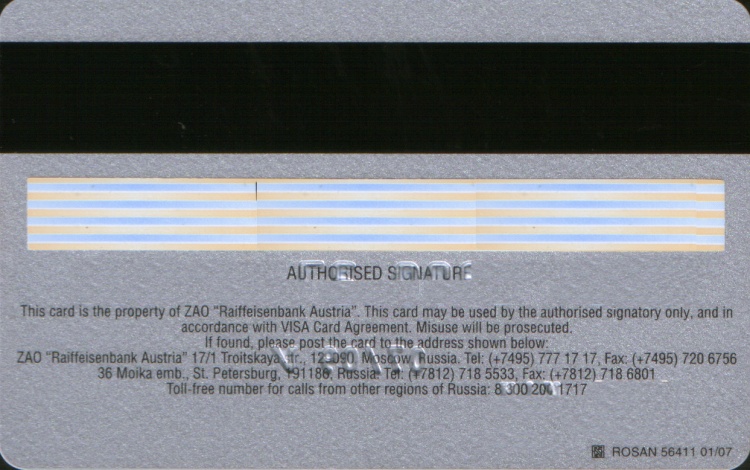 AUTHORISED SIGNATURE
This card is the property of ZAO "Raiffeisenbank Austria". This card may be used by the authorised signatory only, and in
accordance with VISA Card Agreement. Misuse will be prosecuted.
If found, please post the card to the address shown below:
ZAO "Raiffeisenbank Austria" 17/1 Troitskaya str., 129090, Moscow, Russia. Tel: (+7495) 777 17 17, Fax: (+7495) 720 6756
36 Moika emb., St. Petersburg, 191186, Russia. Tel: (+7812) 718 5533, Fax: (+7812) 718 6801
Toll-free number for calls from other regions of Russia: 8 800 200 1717
ROSAN 56411 01/07